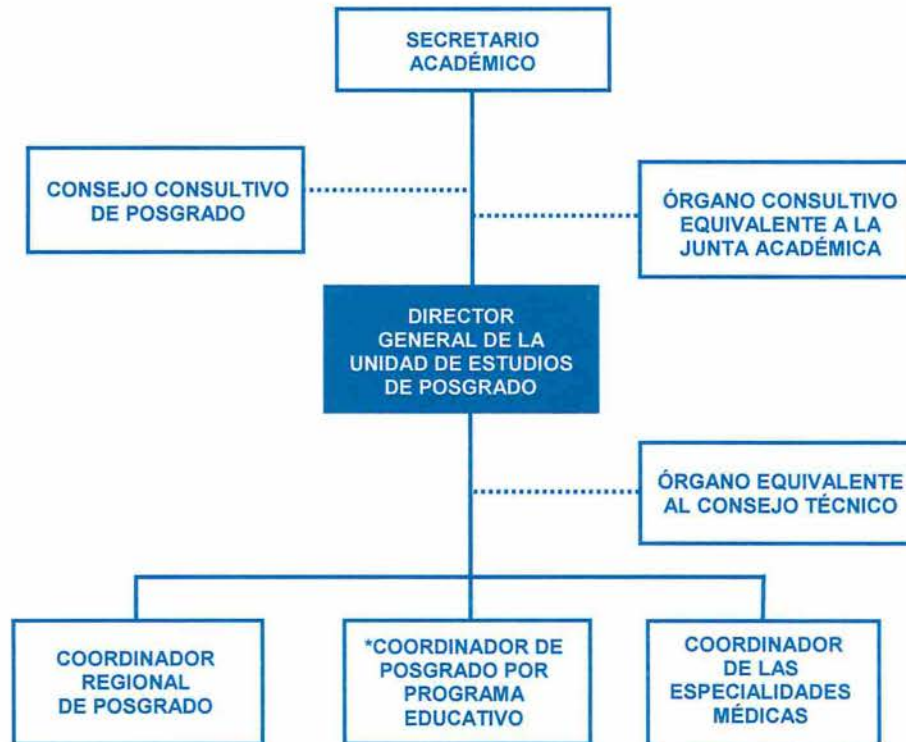 SECRETARIO
ACADÉMICO
CONSEJO CONSULTIVO
DE POSGRADO
ÓRGANO CONSULTIVO
EQUIVALENTE A LA
JUNTA ACADÉMICA
DIRECTOR
GENERAL DE LA
UNIDAD DE ESTUDIOS
DE POSGRADO
ÓRGANO EQUIVALENTE
AL CONSEJO TÉCNICO
COORDINADOR
REGIONAL
DE POSGRADO
*COORDINADOR DE
POSGRADO POR
PROGRAMA
EDUCATIVO
COORDINADOR
DE LAS
ESPECIALIDADES
MÉDICAS